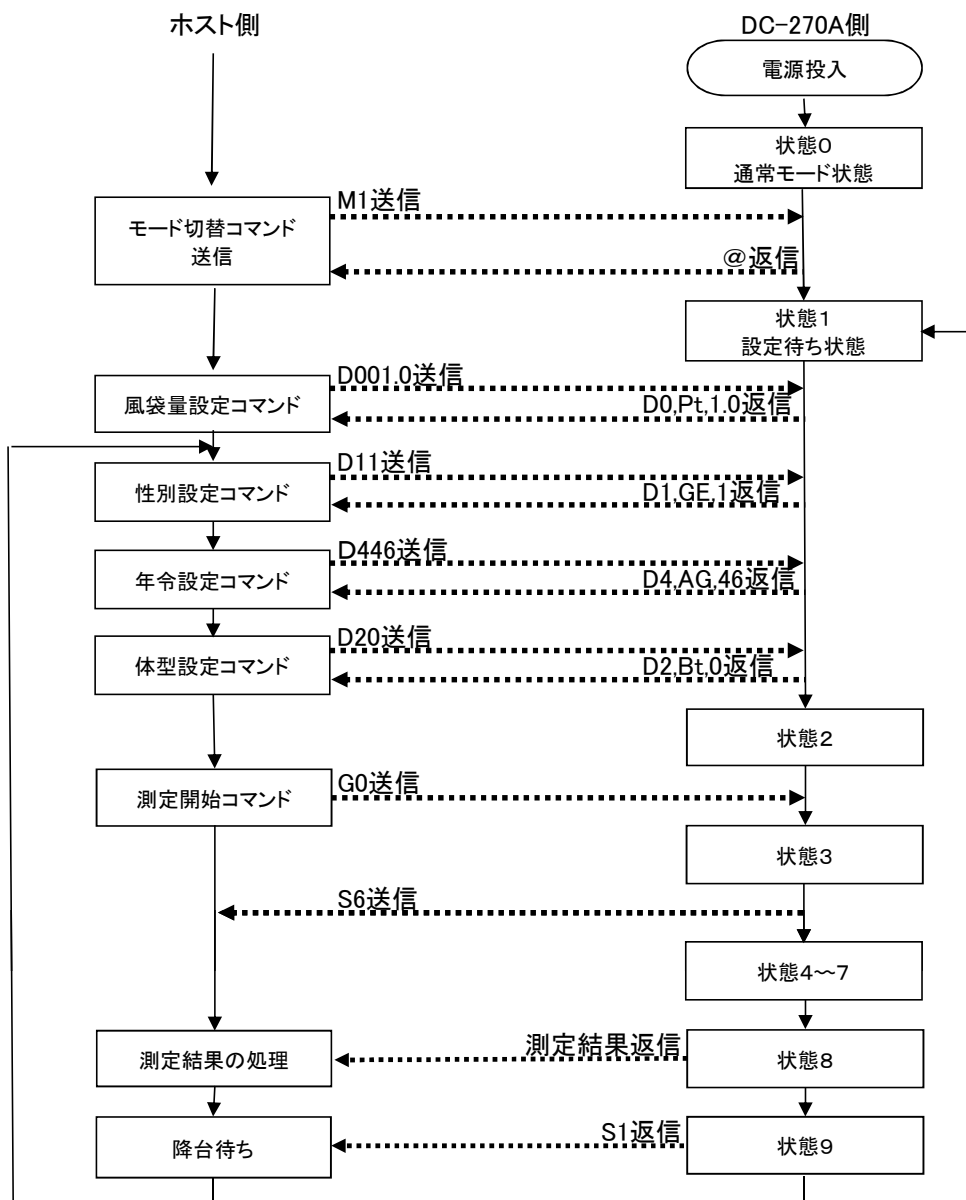 ホスト側
DC-270A側
電源投入
状態0
通常モード状態
M1送信
モード切替コマンド
送信
@返信
状態1
設定待ち状態
D001.0送信
風袋量設定コマンド
D0,Pt,1.0返信
D11送信
性別設定コマンド
D1,GE,1返信
D446送信
年令設定コマンド
D4,AG,46返信
D20送信
体型設定コマンド
D2,Bt,0返信
状態2
G0送信
測定開始コマンド
状態3
S6送信
状態4~7
測定結果返信
測定結果の処理
状態8
S1返信
降台待ち
状態9